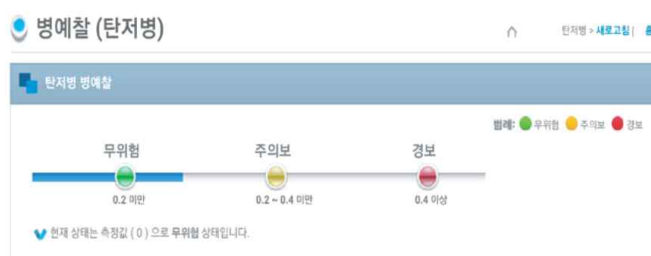 병예찰 (탄저병)
탄저병 > 새로고침 |
탄저병 병예찰
범례: 무위험 주의보 경보
무위험 주의보 경보
0.2 미만 0.2 ~ 0.4 미만 0.4 이상
현재 상태는 측정값 ( 0 ) 으로 무위험 상태입니다.